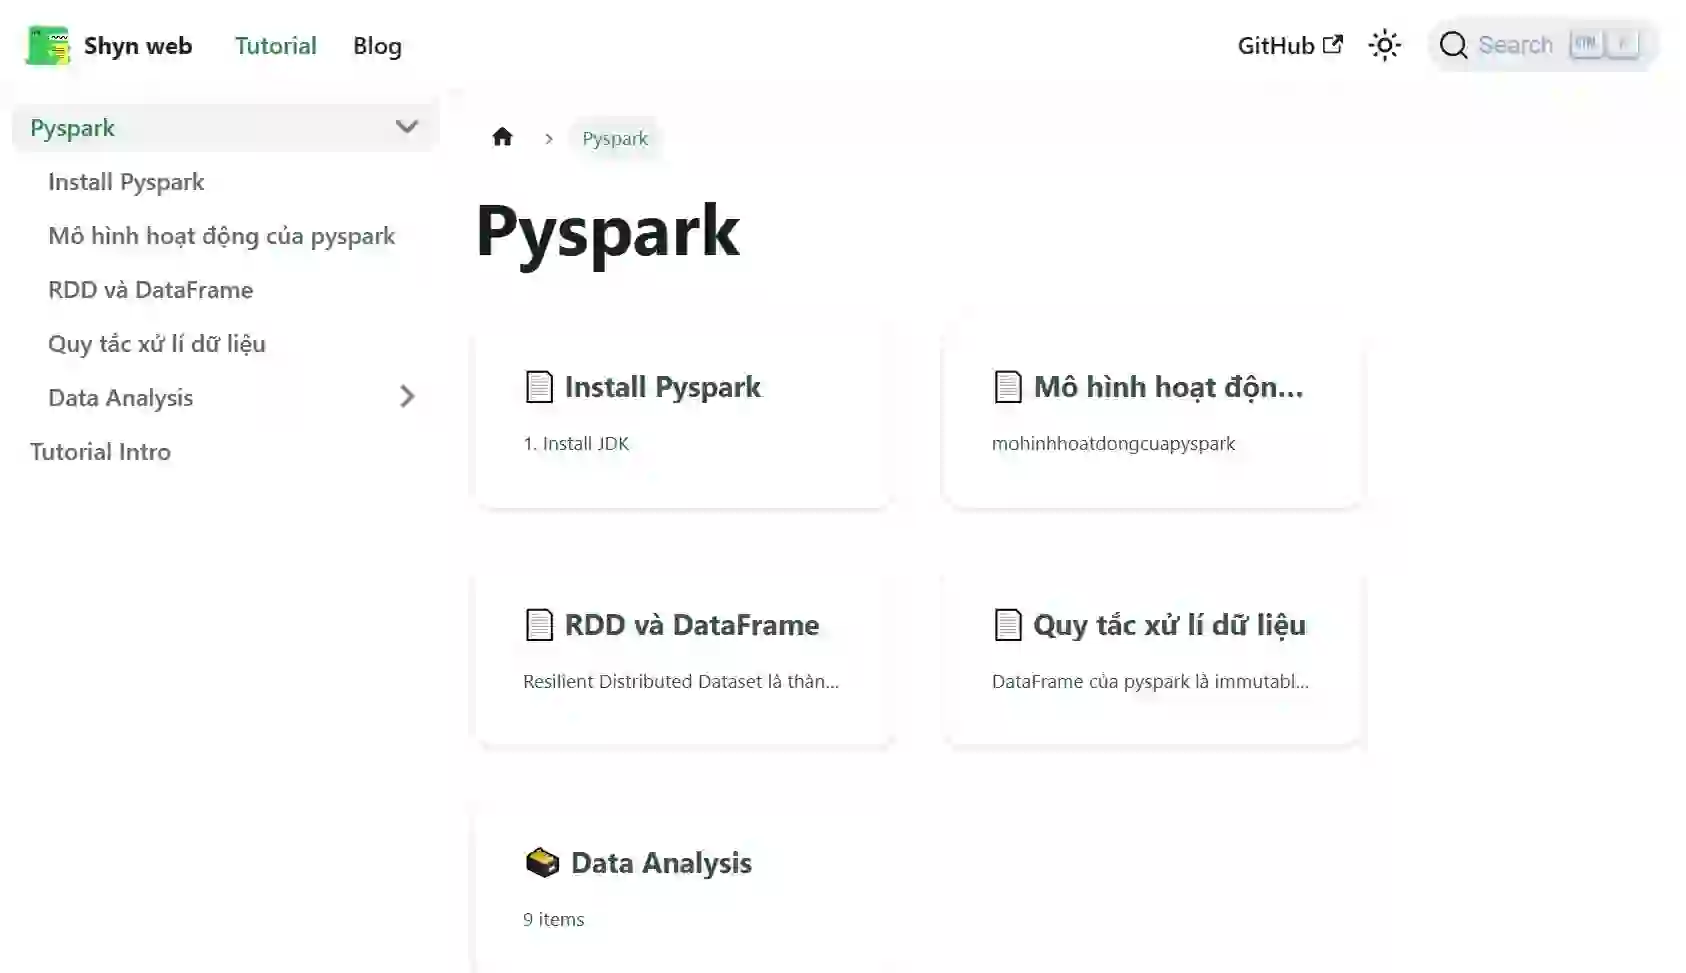 Shyn web Tutorial Blog GitHub Search
Pyspark
Install Pyspark
Mô hình hoạt động của pyspark
RDD và DataFrame
Quy tắc xử lí dữ liệu
Data Analysis
Tutorial Intro
Pyspark
Pyspark
Install Pyspark
1. Install JDK
Mô hình hoạt độn...
mohinhhoatdongcuapyspark
RDD và DataFrame
Resilient Distributed Dataset là thàn...
Quy tắc xử lí dữ liệu
DataFrame của pyspark là immutabl...
Data Analysis
9 items